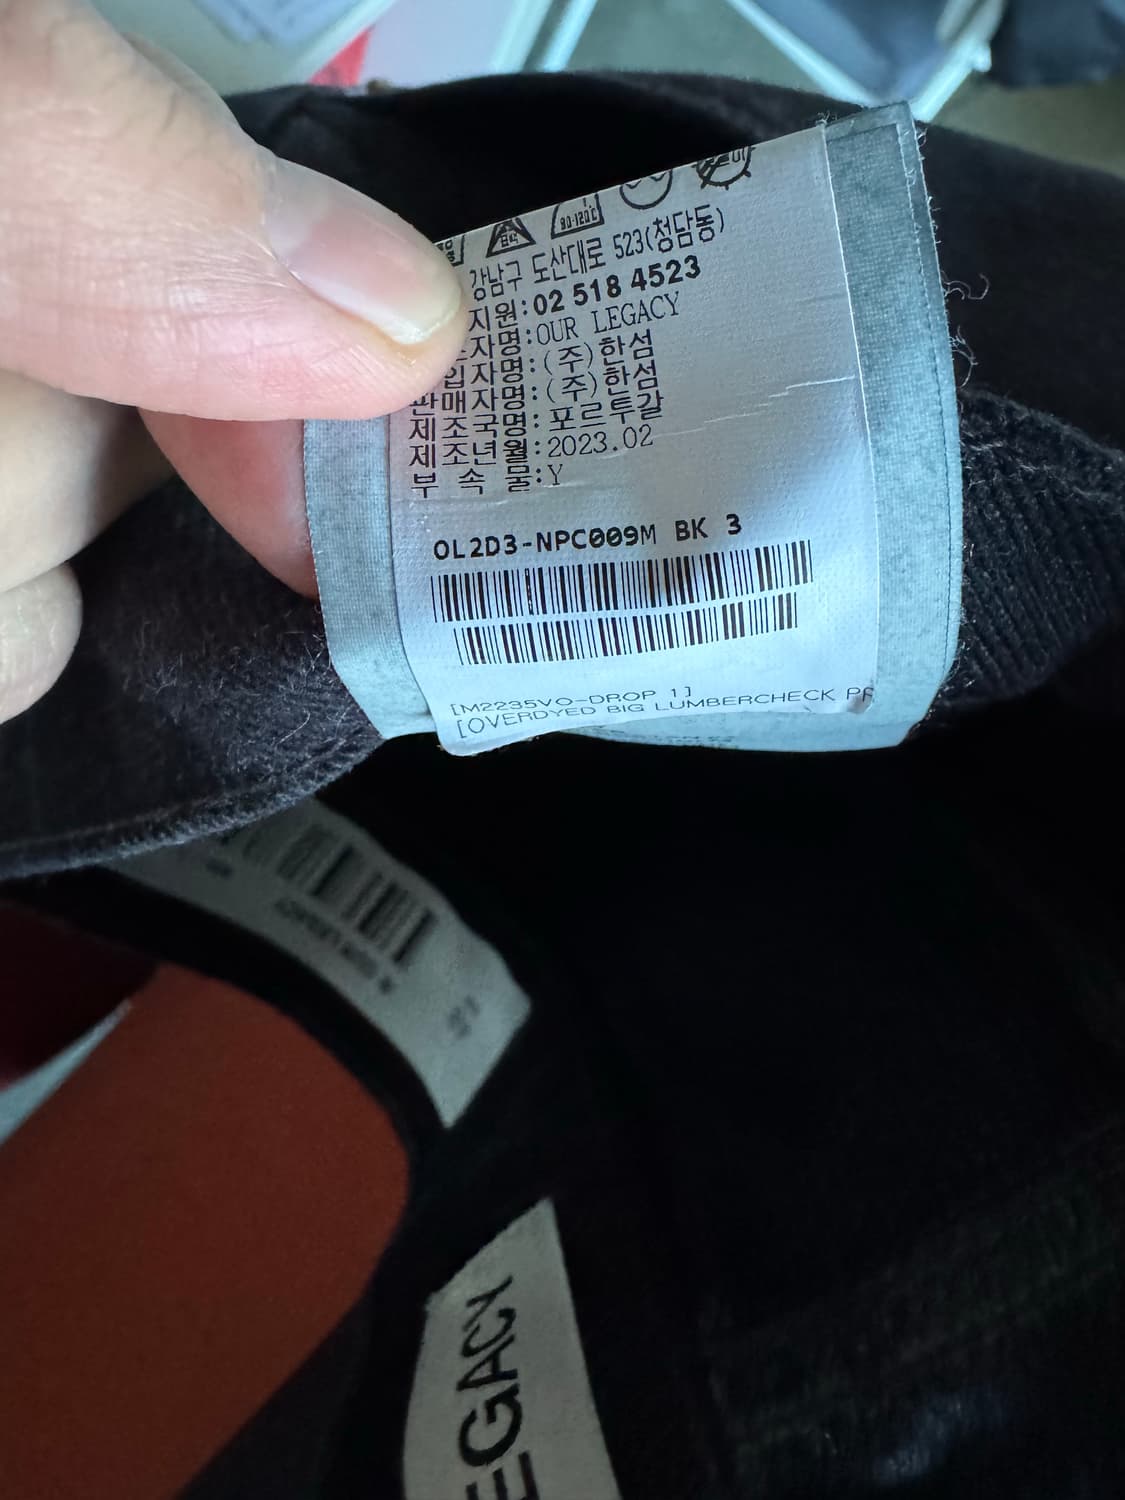 80-120℃
강남구 도산대로 523(청담동)
지원:02 518 4523
자명:OUR LEGACY
입자명:(주)한섬
판매자명:(주)한섬
제조국명:포르투갈
제조년월:2023.02
부 속 물:Y
OL2D3-NPC009M BK 3
[M2235VO-DROP 1]
[OVERDYED BIG LUMBERCHECK PR
EGACY